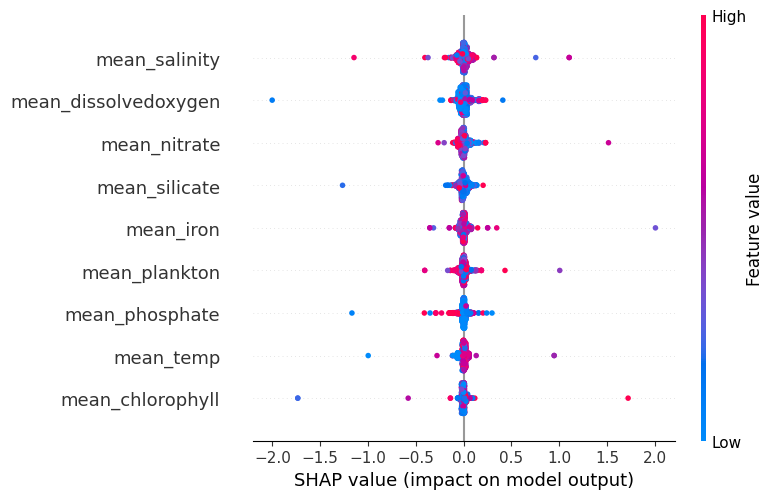 High
mean_salinity
mean_dissolvedoxygen
mean_nitrate
mean_silicate
mean_iron
mean_plankton
mean_phosphate
mean_temp
mean_chlorophyll
Feature value
Low
−2.0 −1.5 −1.0 −0.5 0.0 0.5 1.0 1.5 2.0
SHAP value (impact on model output)